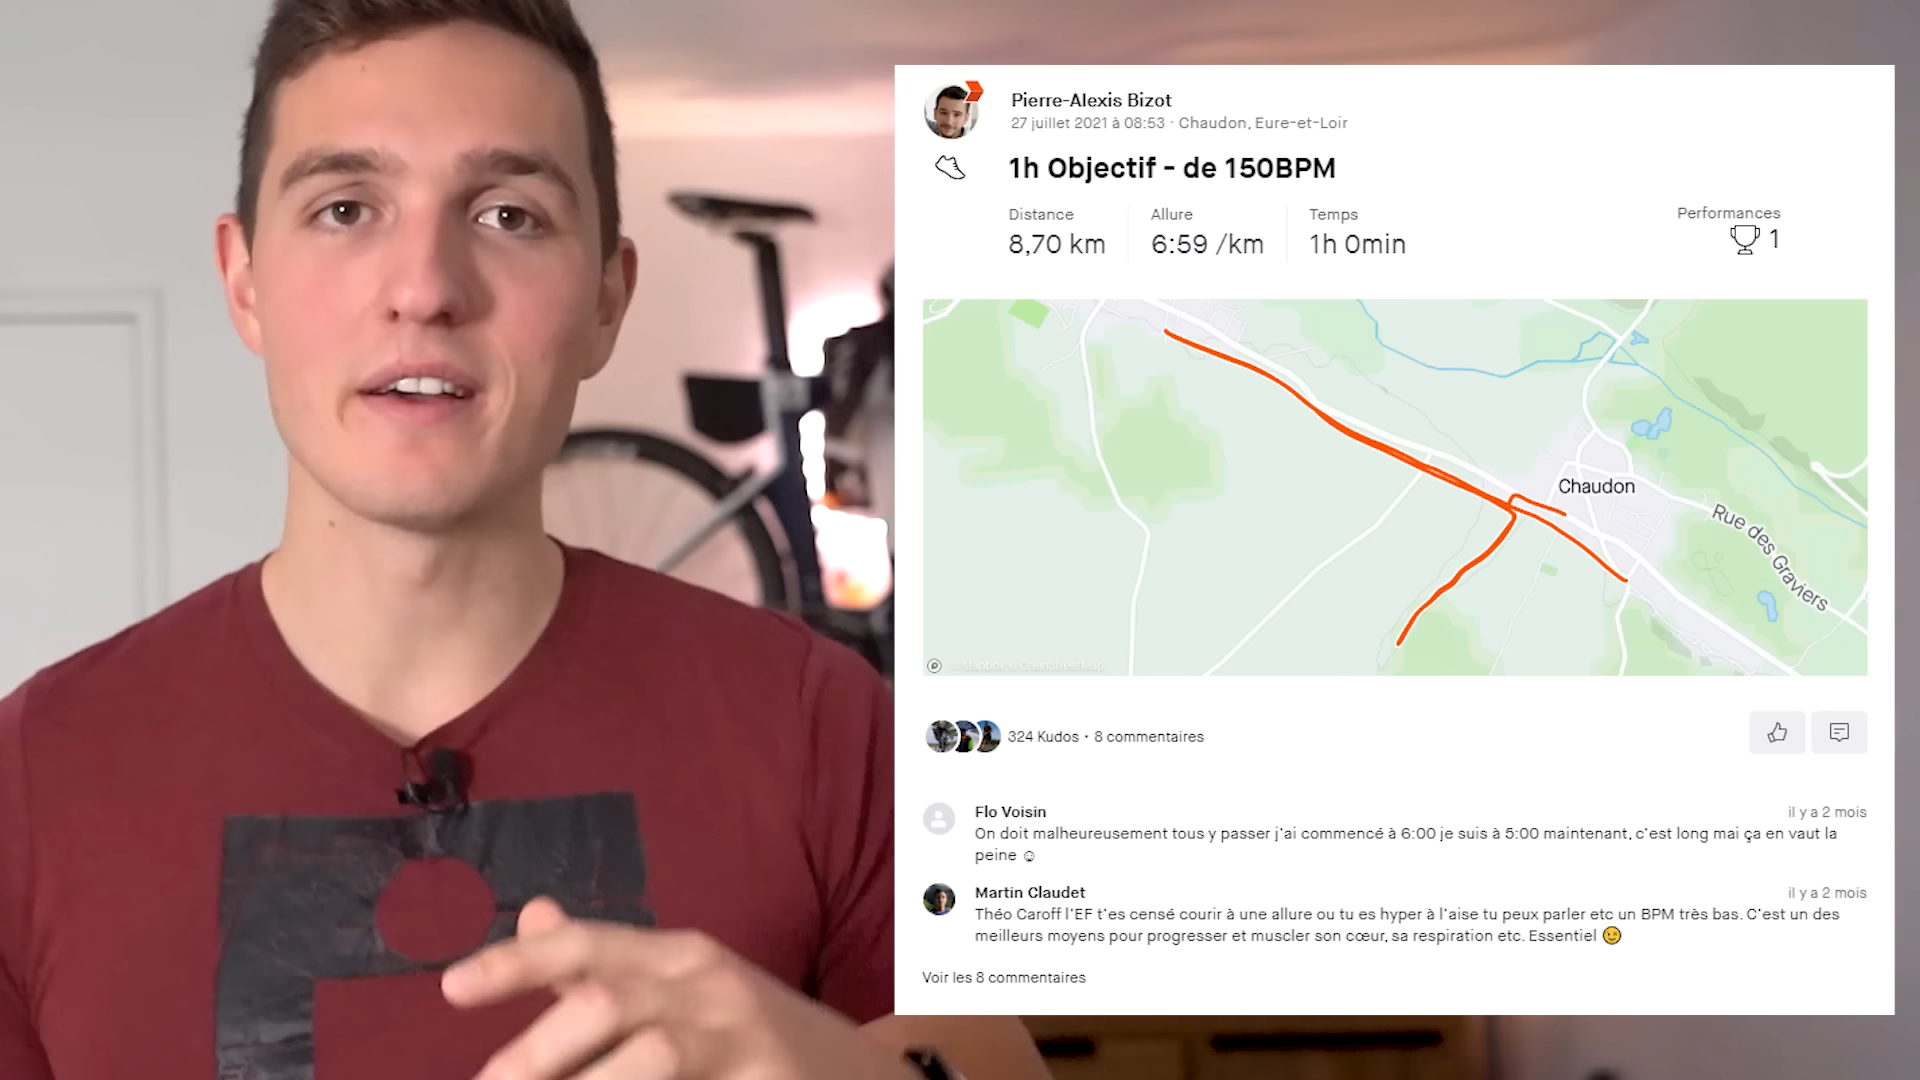 Pierre-Alexis Bizot
27 juillet 2021 à 08:53 · Chaudon, Eure-et-Loir
1h Objectif - de 150BPM
Distance
8,70 km
Allure
6:59 /km
Temps
1h 0min
Performances
1
Chaudon
Rue des Graviers
© Mapbox © OpenStreetMap
324 Kudos • 8 commentaires
Flo Voisin
il y a 2 mois
On doit malheureusement tous y passer j'ai commencé à 6:00 je suis à 5:00 maintenant, c'est long mai ça en vaut la
peine ☺
Martin Claudet
il y a 2 mois
Théo Caroff l'EF t'es censé courir à une allure ou tu es hyper à l'aise tu peux parler etc un BPM très bas. C'est un des
meilleurs moyens pour progresser et muscler son cœur, sa respiration etc. Essentiel 😉
Voir les 8 commentaires